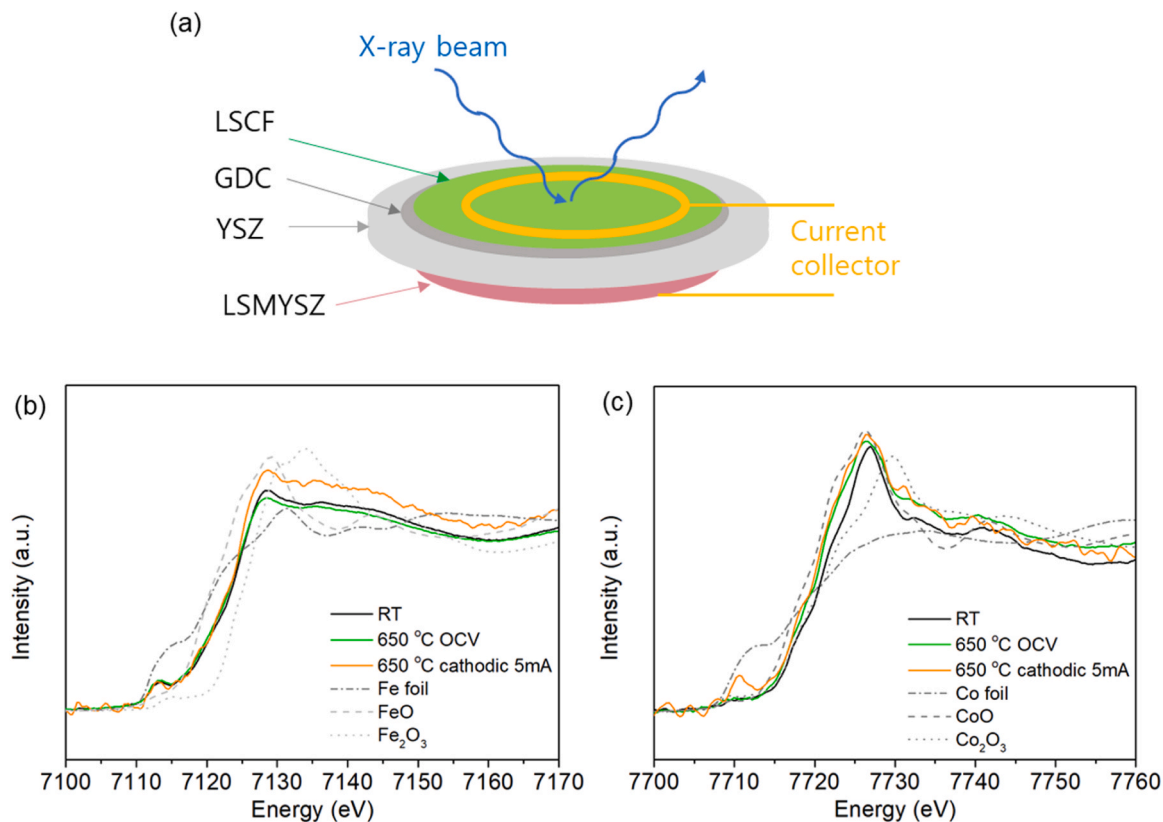 (a)
X-ray beam
LSCF
GDC
YSZ
LSMYSZ
Current
collector
(b)
Intensity (a.u.)
RT
650 °C OCV
650 °C cathodic 5mA
Fe foil
FeO
Fe₂O₃
7100 7110 7120 7130 7140 7150 7160 7170
Energy (eV)
(c)
Intensity (a.u.)
RT
650 °C OCV
650 °C cathodic 5mA
Co foil
CoO
Co₂O₃
7700 7710 7720 7730 7740 7750 7760
Energy (eV)